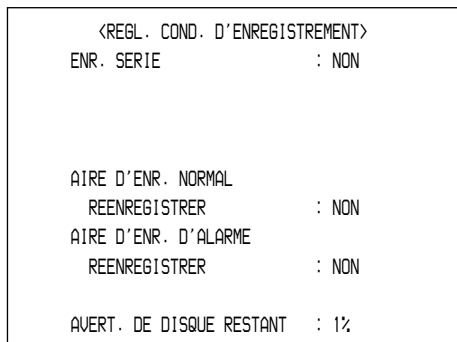 <REGL. COND. D'ENREGISTREMENT>
ENR. SERIE : NON
AIRE D'ENR. NORMAL
REENREGISTRER : NON
AIRE D'ENR. D'ALARME
REENREGISTRER : NON
AVERT. DE DISQUE RESTANT : 1%